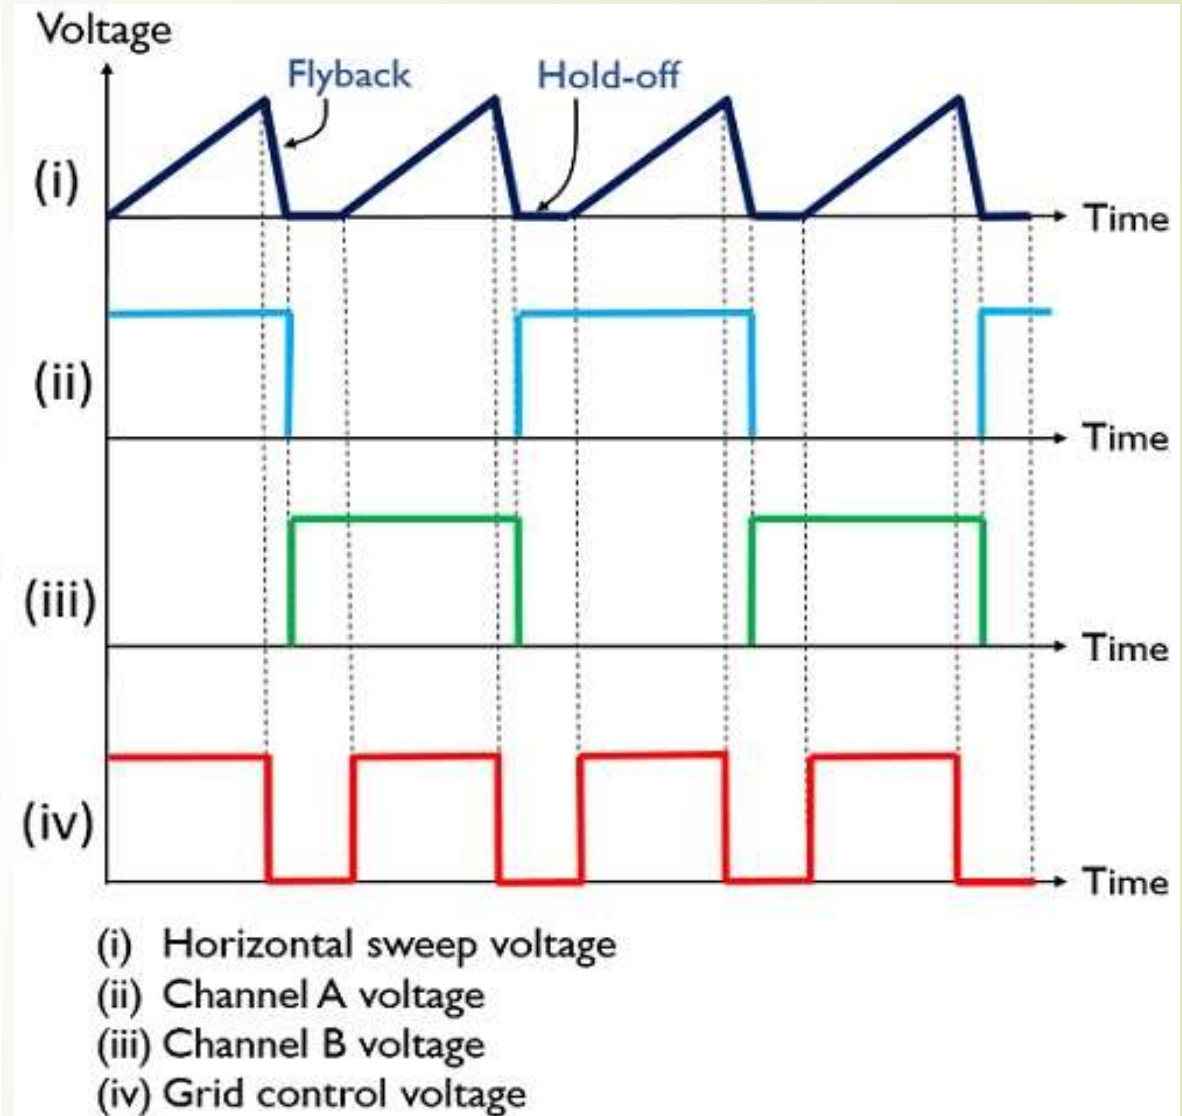 Voltage
Flyback
Hold-off
(i)
Time
(ii)
Time
(iii)
Time
(iv)
Time
(i) Horizontal sweep voltage
(ii) Channel A voltage
(iii) Channel B voltage
(iv) Grid control voltage